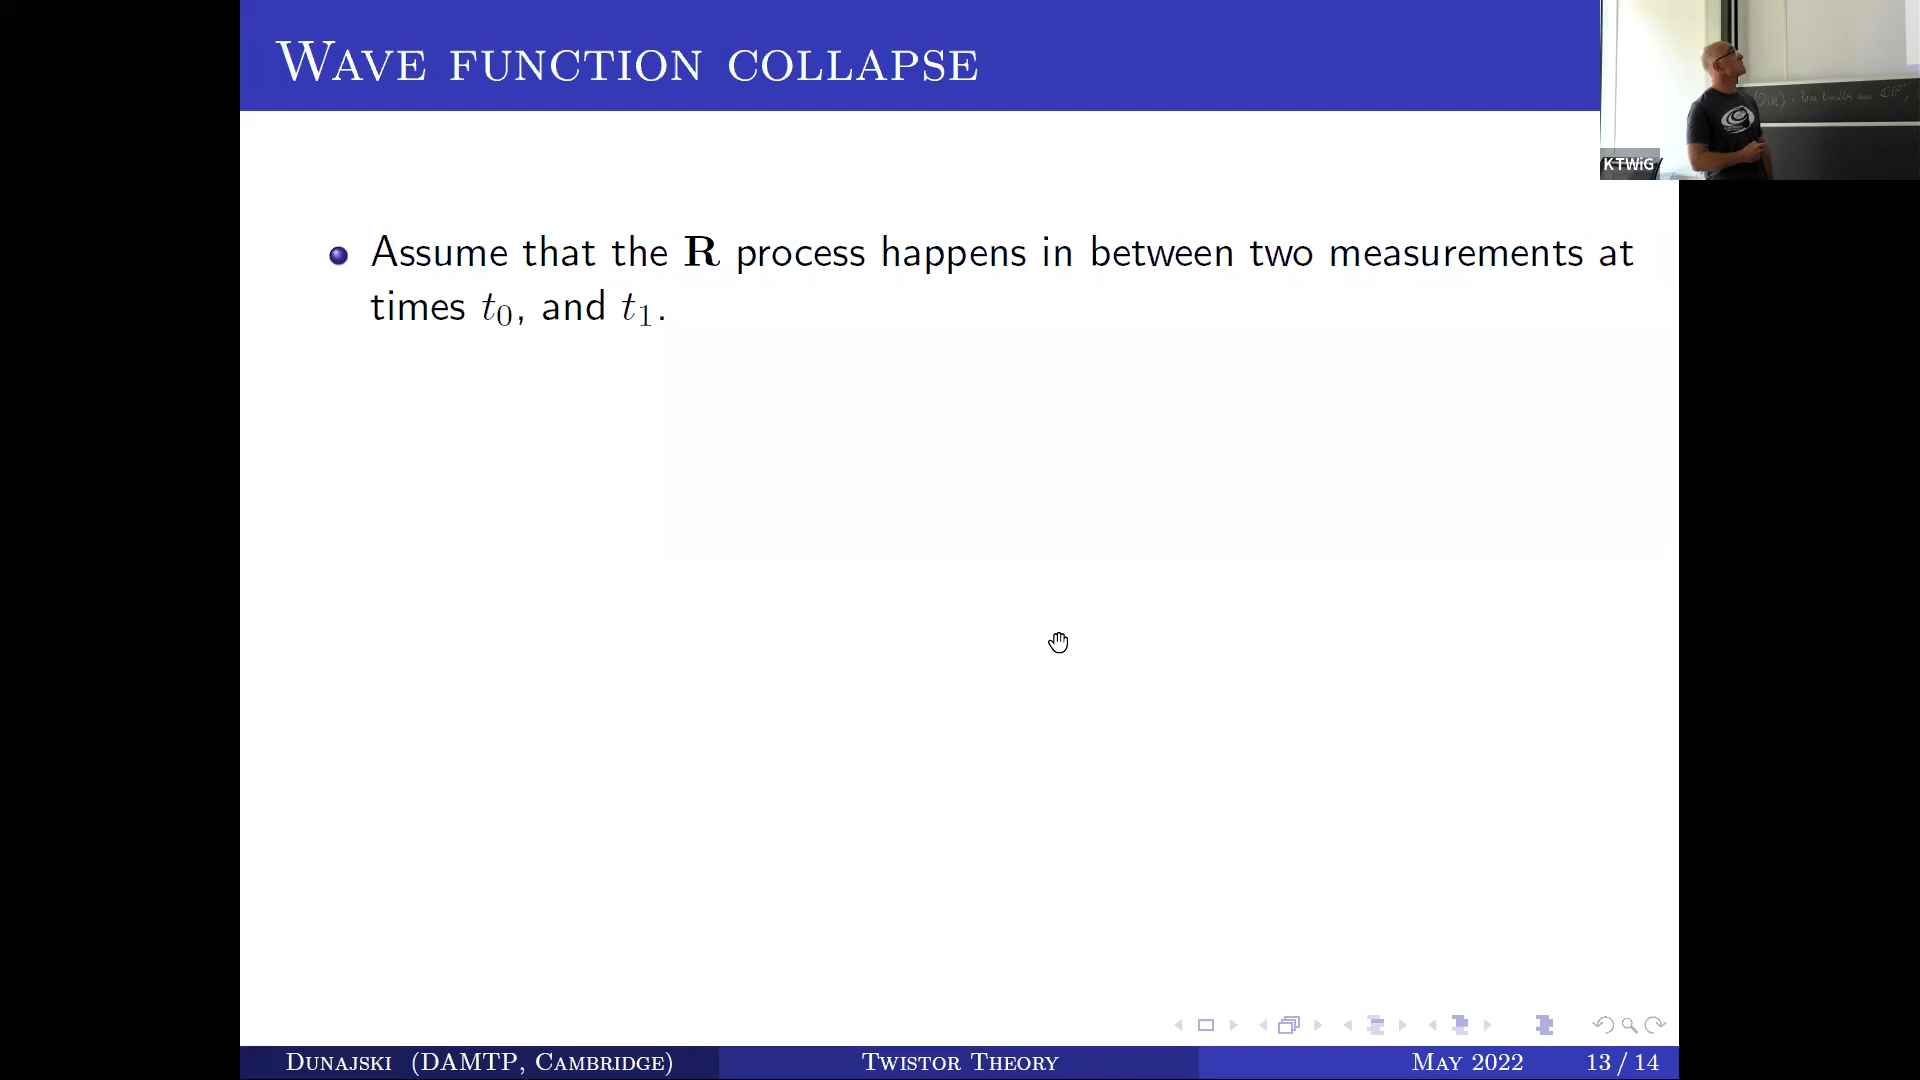 WAVE FUNCTION COLLAPSE
KTWiG
Assume that the R process happens in between two measurements at
times t₀, and t₁.
DUNAJSKI (DAMTP, CAMBRIDGE)
TWISTOR THEORY
MAY 2022
13 / 14